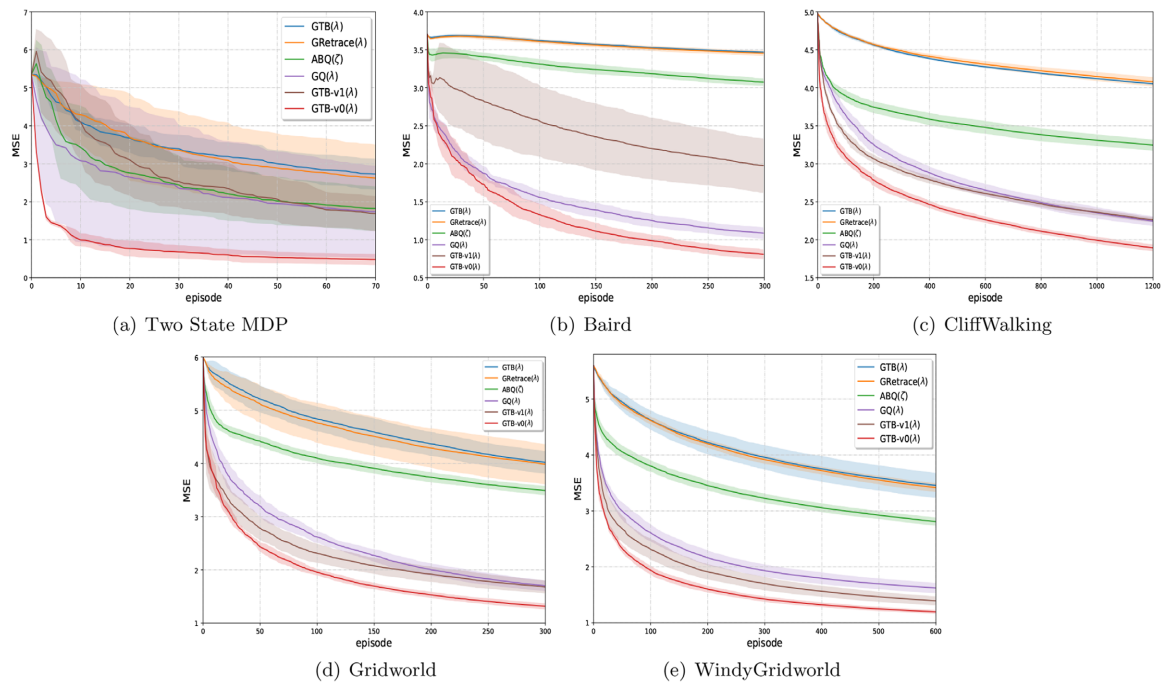 7
6
5
4
3
2
1
0
MSE
0 10 20 30 40 50 60 70
episode
GTB(λ)
GRetrace(λ)
ABQ(ζ)
GQ(λ)
GTB-v1(λ)
GTB-v0(λ)
(a) Two State MDP
4.0
3.5
3.0
2.5
2.0
1.5
1.0
0.5
MSE
0 50 100 150 200 250 300
episode
GTB(λ)
GRetrace(λ)
ABQ(ζ)
GQ(λ)
GTB-v1(λ)
GTB-v0(λ)
(b) Baird
5.0
4.5
4.0
3.5
3.0
2.5
2.0
1.5
MSE
0 200 400 600 800 1000 1200
episode
GTB(λ)
GRetrace(λ)
ABQ(ζ)
GQ(λ)
GTB-v1(λ)
GTB-v0(λ)
(c) CliffWalking
6
5
4
3
2
1
MSE
0 50 100 150 200 250 300
episode
GTB(λ)
GRetrace(λ)
ABQ(ζ)
GQ(λ)
GTB-v1(λ)
GTB-v0(λ)
(d) Gridworld
5
4
3
2
1
MSE
0 100 200 300 400 500 600
episode
GTB(λ)
GRetrace(λ)
ABQ(ζ)
GQ(λ)
GTB-v1(λ)
GTB-v0(λ)
(e) WindyGridworld